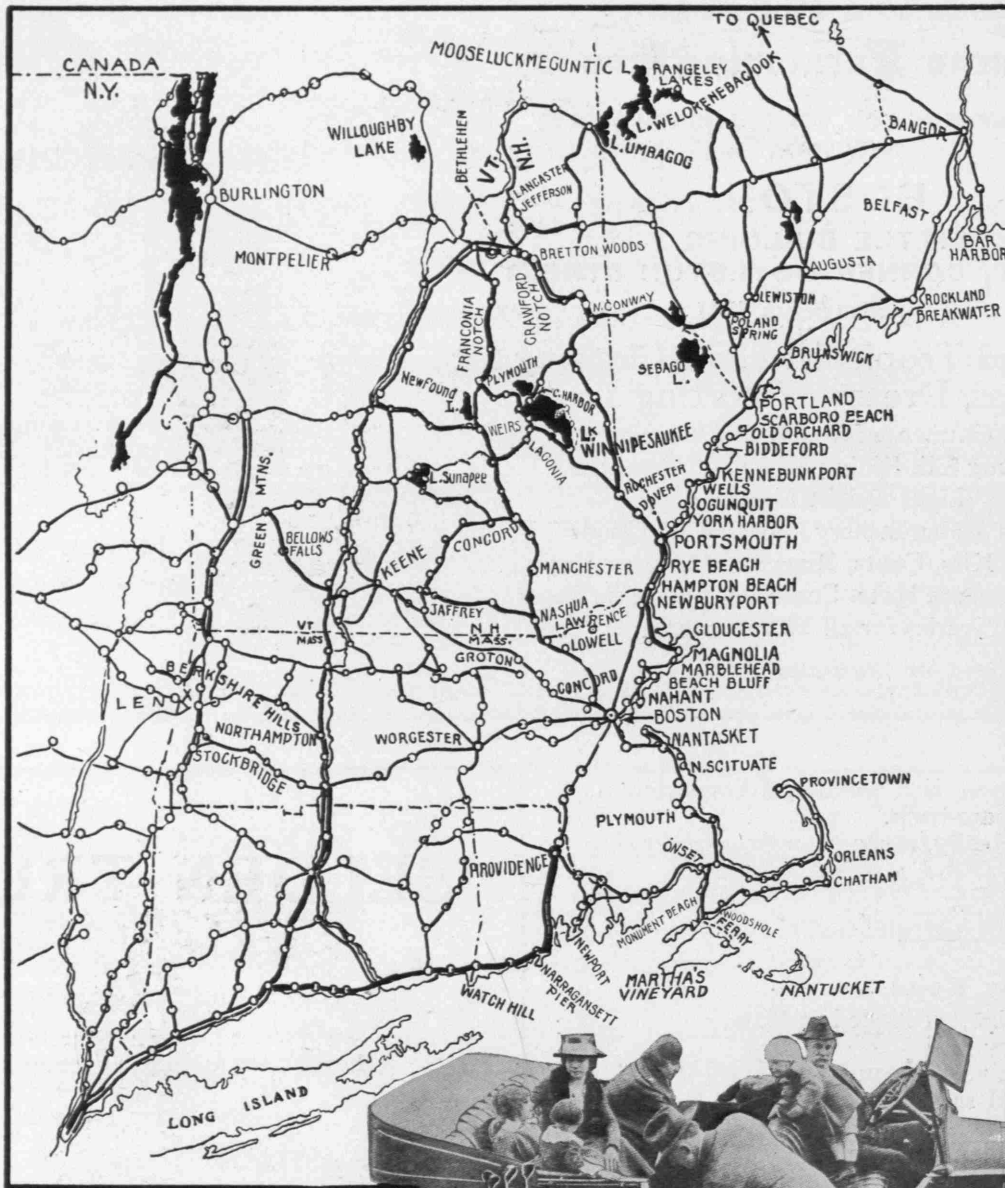 TO QUEBEC
CANADA
N.Y.
MOOSELUCKMEGUNTIC L.
RANGELEY
LAKES
L. WELOKENEBACOOK
L. UMBAGOG
BANGOR
WILLOUGHBY
LAKE
BETHLEHEM
VT.
N.H.
LANCASTER
JEFFERSON
BURLINGTON
MONTPELIER
BRETTON WOODS
BELFAST
BAR
HARBOR
AUGUSTA
FRANCONIA
NOTCH
CRAWFORD
NOTCH
N. CONWAY
LEWISTON
POLAND
SPRING
ROCKLAND
BREAKWATER
BRUNSWICK
SEBAGO
L.
NEWFOUND
L.
PLYMOUTH
C. HARBOR
WEIRS
LAGONIA
LK
WINNIPESAUKEE
PORTLAND
SCARBORO BEACH
OLD ORCHARD
BIDDEFORD
KENNEBUNKPORT
WELLS
OGUNQUIT
YORK HARBOR
PORTSMOUTH
ROCHESTER
DOVER
GREEN MTNS.
L. Sunapee
BELLOWS
FALLS
KEENE
CONCORD
MANCHESTER
RYE BEACH
HAMPTON BEACH
NEWBURYPORT
JAFFREY
NASHUA
LAWRENCE
LOWELL
VT
MASS
N.H
MASS.
GROTON
CONCORD
GLOUCESTER
MAGNOLIA
MARBLEHEAD
BEACH BLUFF
NAHANT
BOSTON
NANTASKET
N. SCITUATE
BERKSHIRE HILLS
LENOX
NORTHAMPTON
STOCKBRIDGE
WORCESTER
PROVINCETOWN
PLYMOUTH
ORLEANS
CHATHAM
ONSET
PROVIDENCE
MONUMENT BEACH
WOODSHOLE
FERRY
NEWPORT
NARRAGANSETT
PIER
WATCH HILL
MARTHA'S
VINEYARD
NANTUCKET
LONG ISLAND